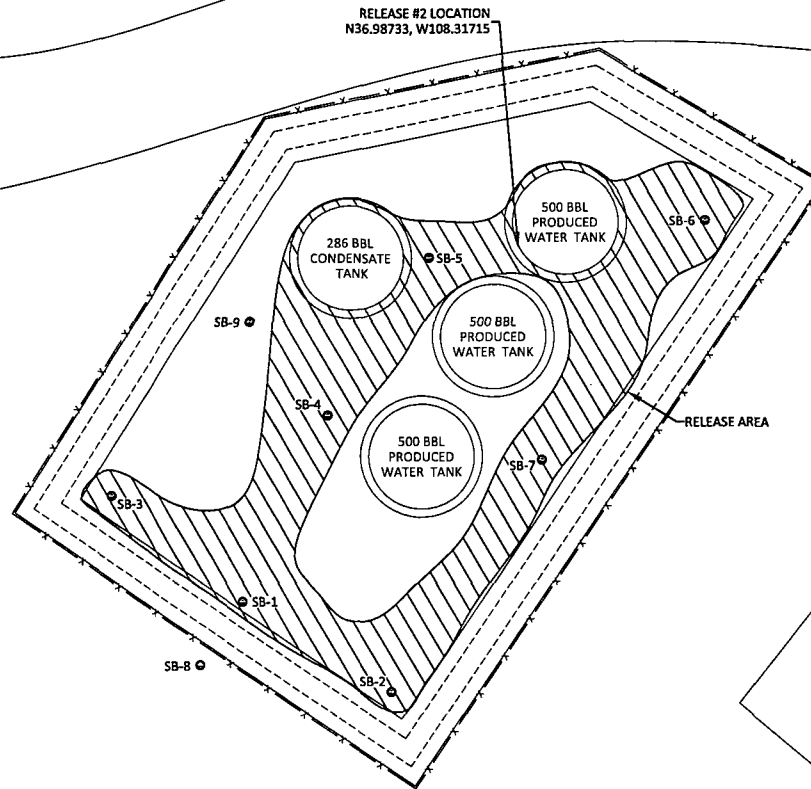 RELEASE #2 LOCATION
N36.98733, W108.31715
500 BBL
PRODUCED
WATER TANK
SB-6
286 BBL
CONDENSATE
TANK
SB-5
SB-9
500 BBL
PRODUCED
WATER TANK
SB-4
RELEASE AREA
500 BBL
PRODUCED
WATER TANK
SB-7
SB-3
SB-1
SB-8
SB-2